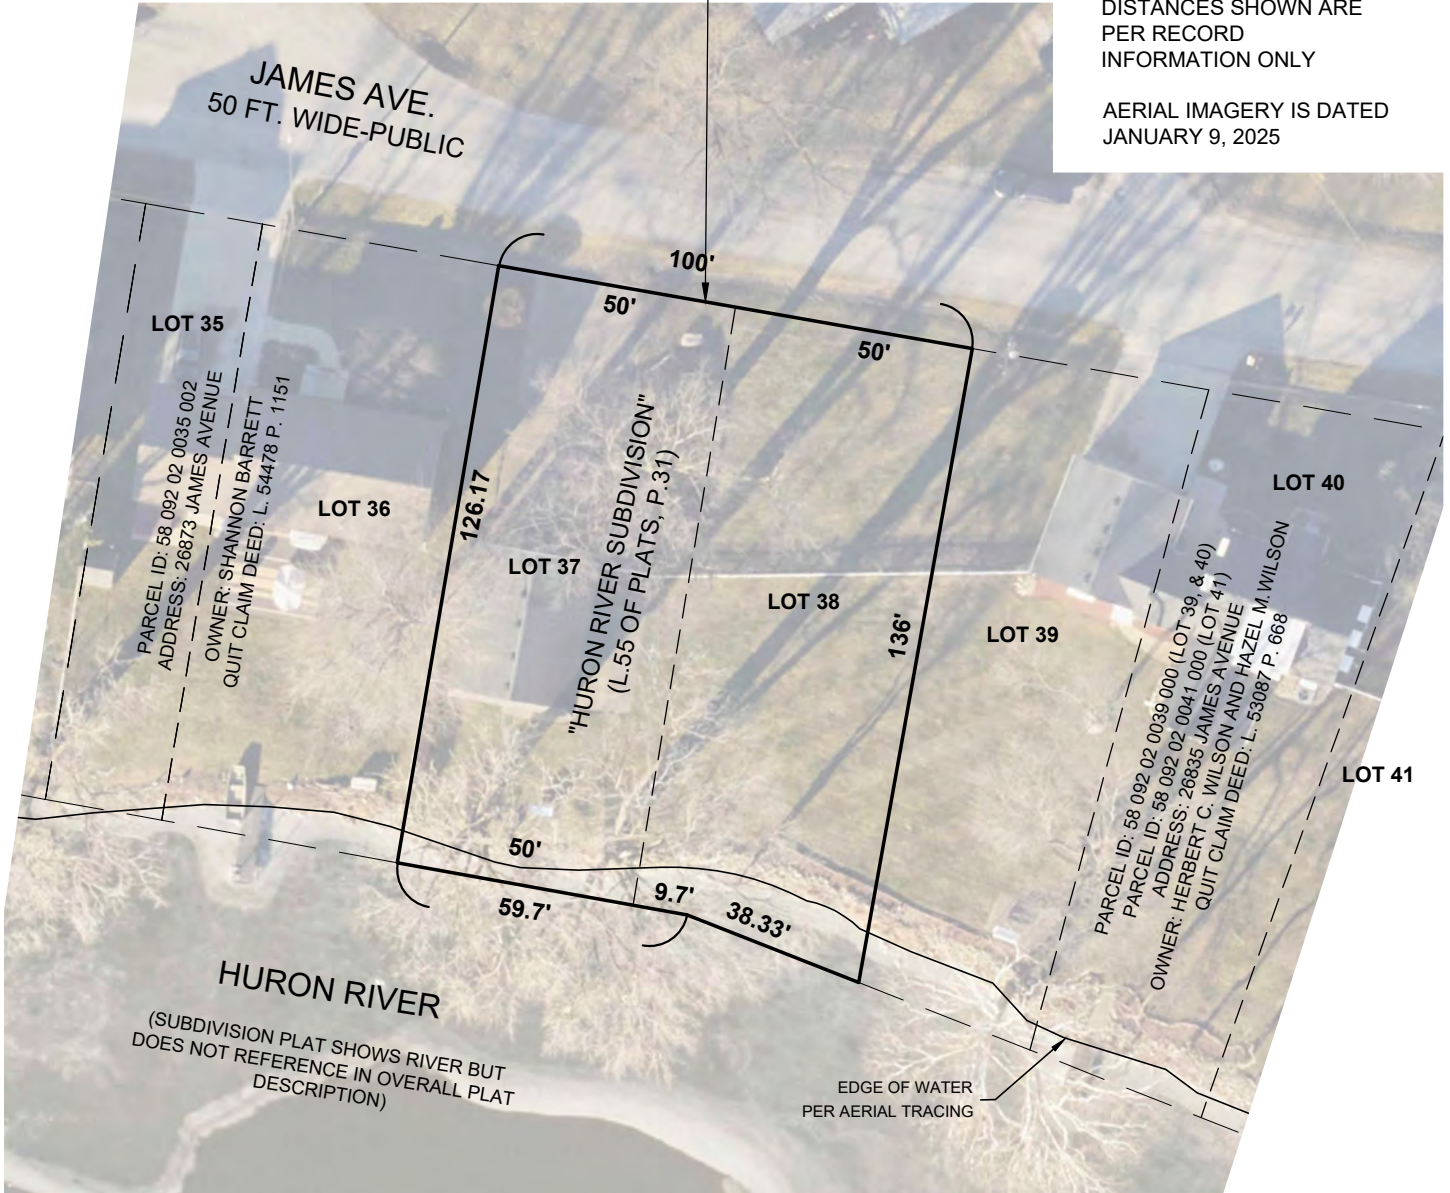 DISTANCES SHOWN ARE
PER RECORD
INFORMATION ONLY
AERIAL IMAGERY IS DATED
JANUARY 9, 2025
JAMES AVE.
50 FT. WIDE-PUBLIC
100'
50'
50'
LOT 35
PARCEL ID: 58 092 02 0035 002
ADDRESS: 26873 JAMES AVENUE
OWNER: SHANNON BARRETT
QUIT CLAIM DEED: L. 54478 P. 1151
LOT 36
126.17
LOT 37
"HURON RIVER SUBDIVISION"
(L.55 OF PLATS, P.31)
LOT 38
136'
LOT 39
LOT 40
PARCEL ID: 58 092 02 0039 000 (LOT 39, & 40)
PARCEL ID: 58 092 02 0041 000 (LOT 41)
ADDRESS: 26835 JAMES AVENUE
OWNER: HERBERT C. WILSON AND HAZEL M. WILSON
QUIT CLAIM DEED: L. 53087 P. 668
LOT 41
50'
59.7'
9.7'
38.33'
HURON RIVER
(SUBDIVISION PLAT SHOWS RIVER BUT
DOES NOT REFERENCE IN OVERALL PLAT
DESCRIPTION)
EDGE OF WATER
PER AERIAL TRACING